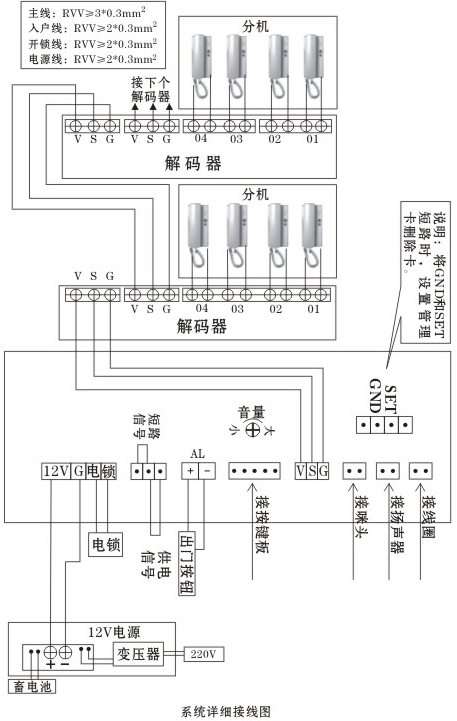 主线：RVV≥3*0.3mm²
入户线：RVV≥2*0.3mm²
开锁线：RVV≥2*0.3mm²
电源线：RVV≥2*0.3mm²
接下个
解码器
分机
V S G V S G 04 03 02 01
解码器
分机
V S G
V S G 04 03 02 01
解码器
说明：将GND和SET
短路时，设置管理
卡删除卡。
SET
GND
音量
小 大
短路
信号
AL
12V G 电锁
+ −
V S G
电锁
供电
信号
出门按钮
接按键板
接咪头
接扬声器
接线圈
12V电源
+ −
变压器
220V
畜电池
系统详细接线图